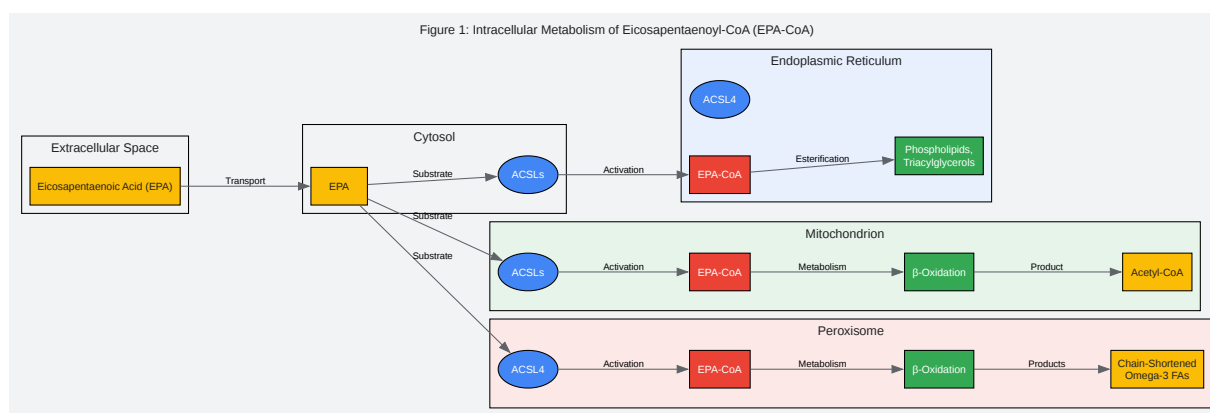 Figure 1: Intracellular Metabolism of Eicosapentaenoyl-CoA (EPA-CoA)
Extracellular Space
Eicosapentaenoic Acid (EPA)
Transport
Cytosol
EPA
Substrate
ACSLs
Activation
Substrate
Substrate
Endoplasmic Reticulum
ACSL4
EPA-CoA
Esterification
Phospholipids,
Triacylglycerols
Mitochondrion
ACSLs
Activation
EPA-CoA
Metabolism
β-Oxidation
Product
Acetyl-CoA
Peroxisome
ACSL4
Activation
EPA-CoA
Metabolism
β-Oxidation
Products
Chain-Shortened
Omega-3 FAs